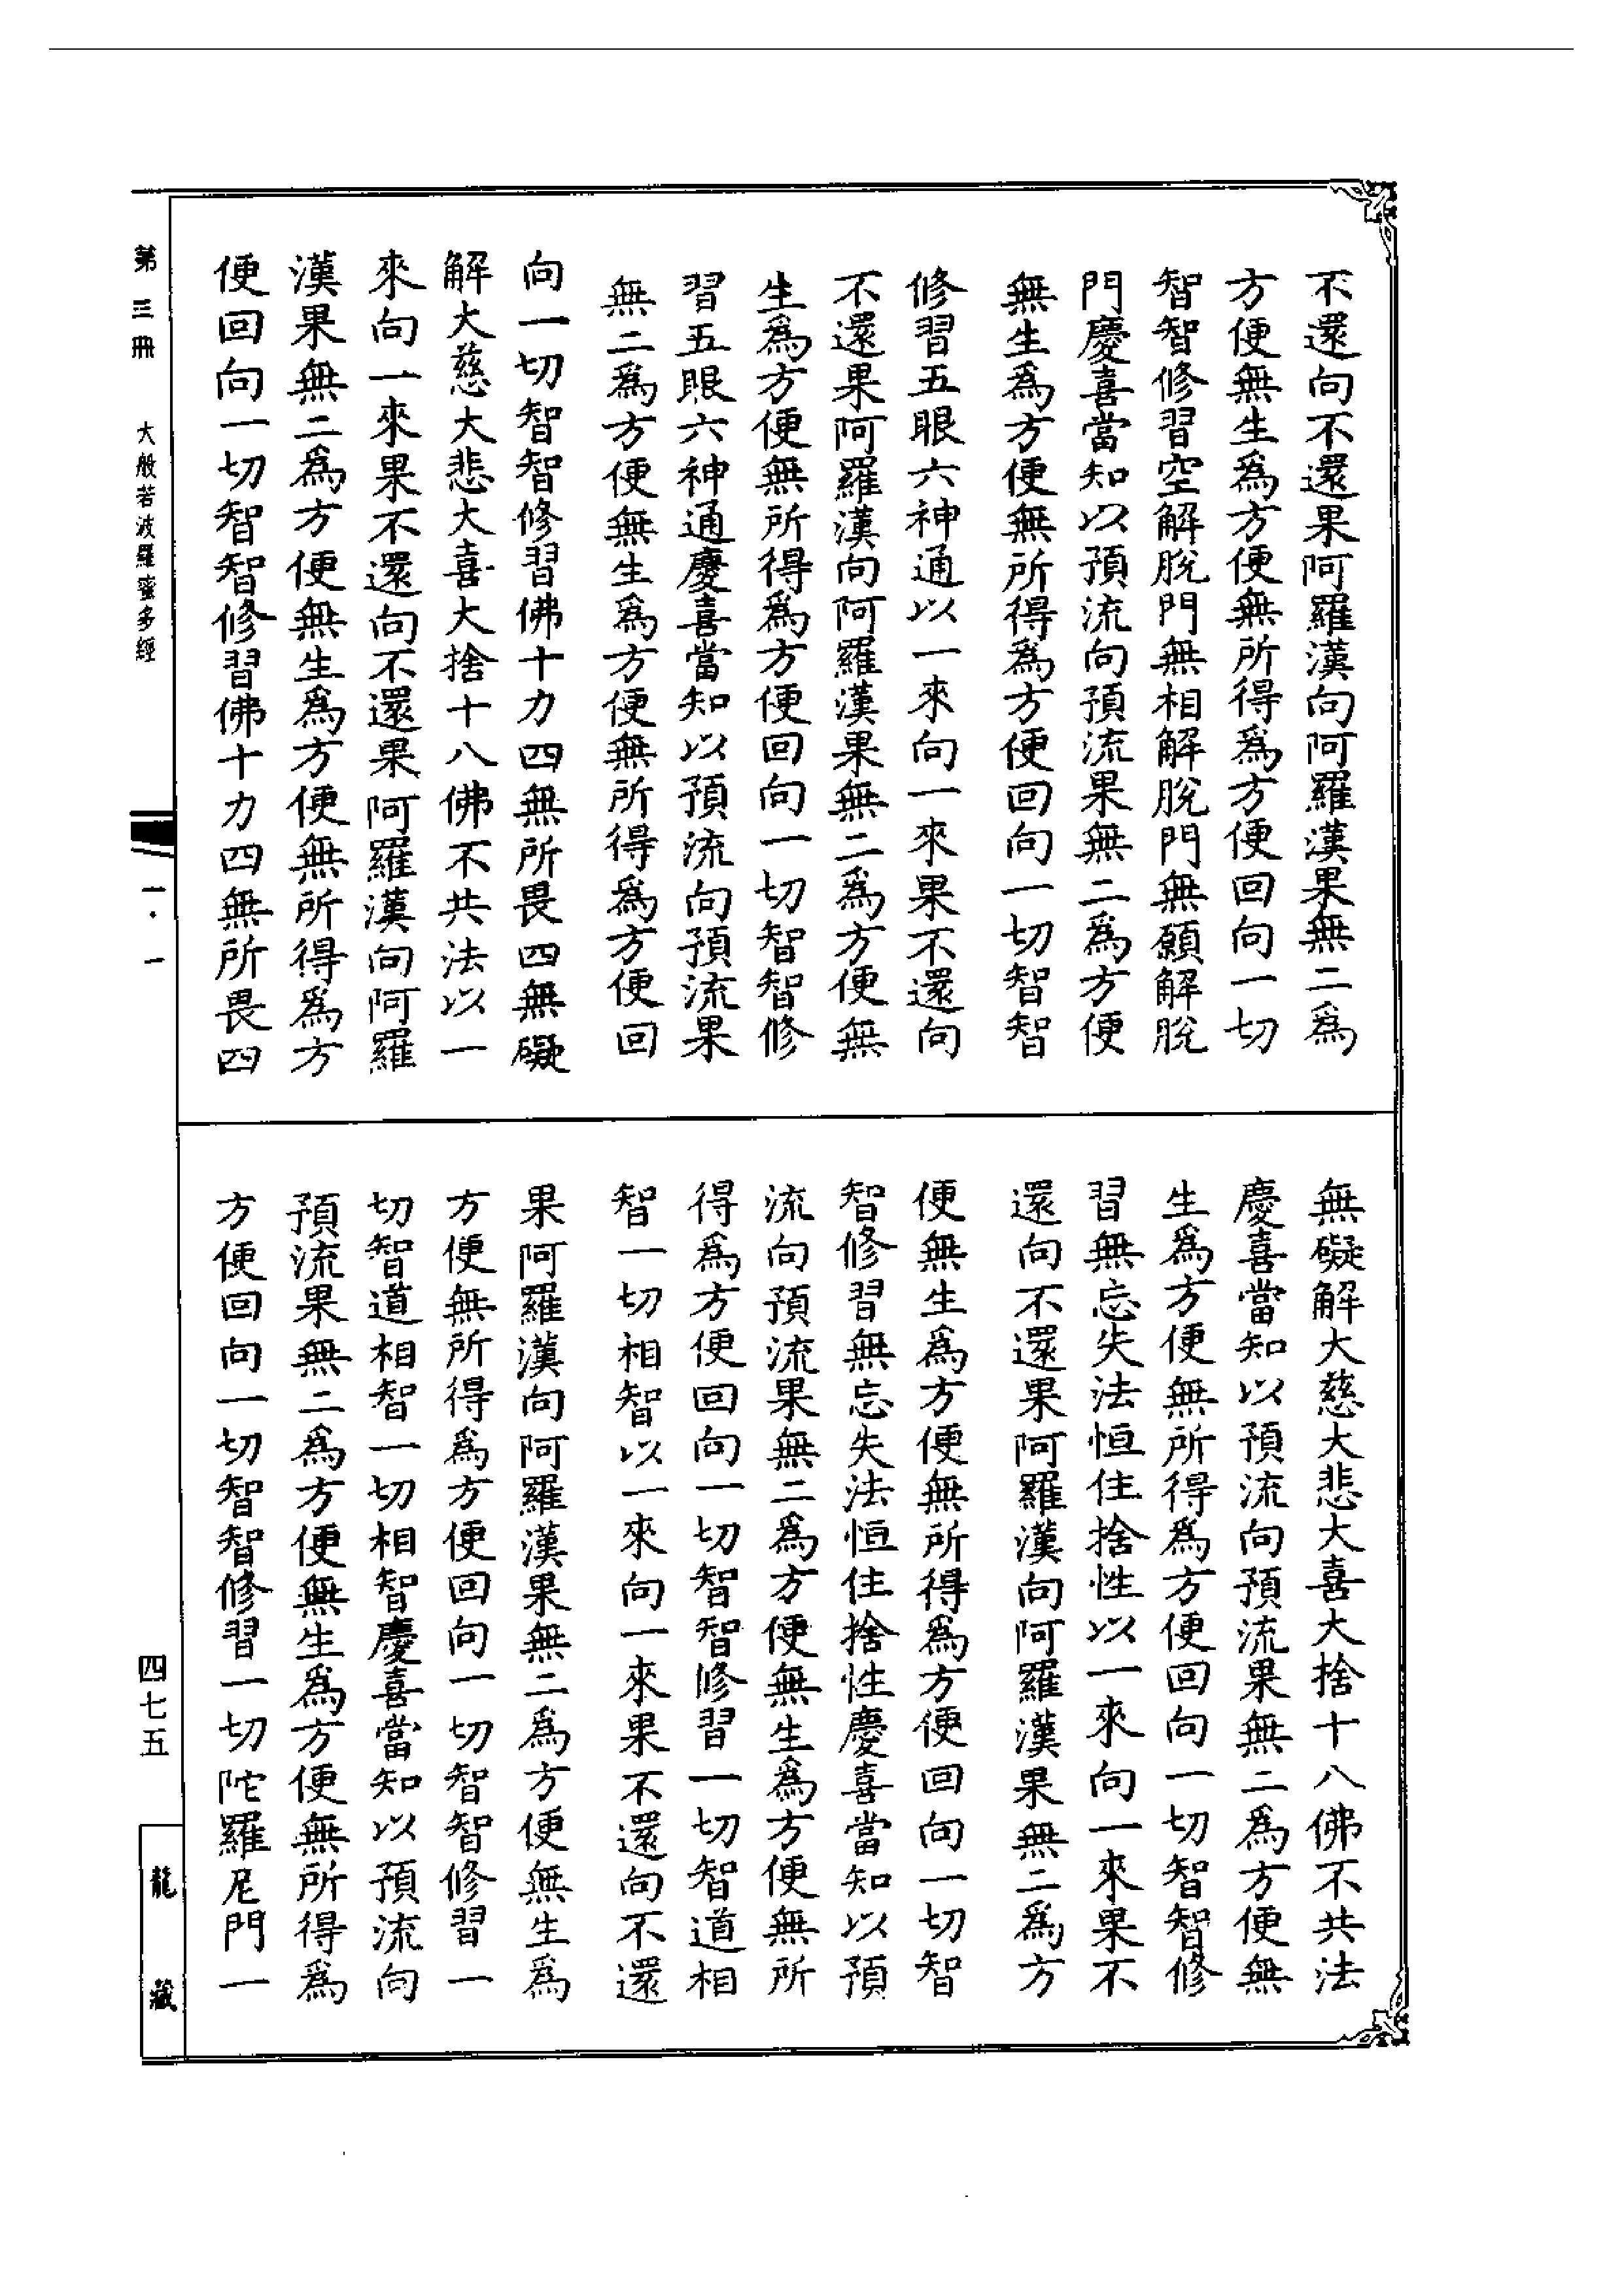 不還向不還果阿羅漢向阿羅漢果無二爲
方便無生爲方便無所得爲方便回向一切
智智修習空解脫門無相解脫門無願解脫
門慶喜當知以預流向預流果無二爲方便
無生爲方便無所得爲方便回向一切智智
修習五眼六神通以一來向一來果不還向
不還果阿羅漢向阿羅漢果無二爲方便無
生爲方便無所得爲方便回向一切智智修
習五眼六神通慶喜當知以預流向預流果
無二爲方便無生爲方便無所得爲方便回
向一切智智修習佛十力四無所畏四無礙
解大慈大悲大喜大捨十八佛不共法以一
來向一來果不還向不還果阿羅漢向阿羅
漢果無二爲方便無生爲方便無所得爲方
便回向一切智智修習佛十力四無所畏四
無礙解大慈大悲大喜大捨十八佛不共法
慶喜當知以預流向預流果無二爲方便無
生爲方便無所得爲方便回向一切智智修
習無忘失法恒住捨性以一來向一來果不
還向不還果阿羅漢向阿羅漢果無二爲方
便無生爲方便無所得爲方便回向一切智
智修習無忘失法恒住捨性慶喜當知以預
流向預流果無二爲方便無生爲方便無所
得爲方便回向一切智智修習一切智道相
智一切相智以一來向一來果不還向不還
果阿羅漢向阿羅漢果無二爲方便無生爲
方便無所得爲方便回向一切智智修習一
切智道相智一切相智慶喜當知以預流向
預流果無二爲方便無生爲方便無所得爲
方便回向一切智智修習一切陀羅尼門一
第三冊 大般若波羅蜜多經 一·一 四七五 龍藏